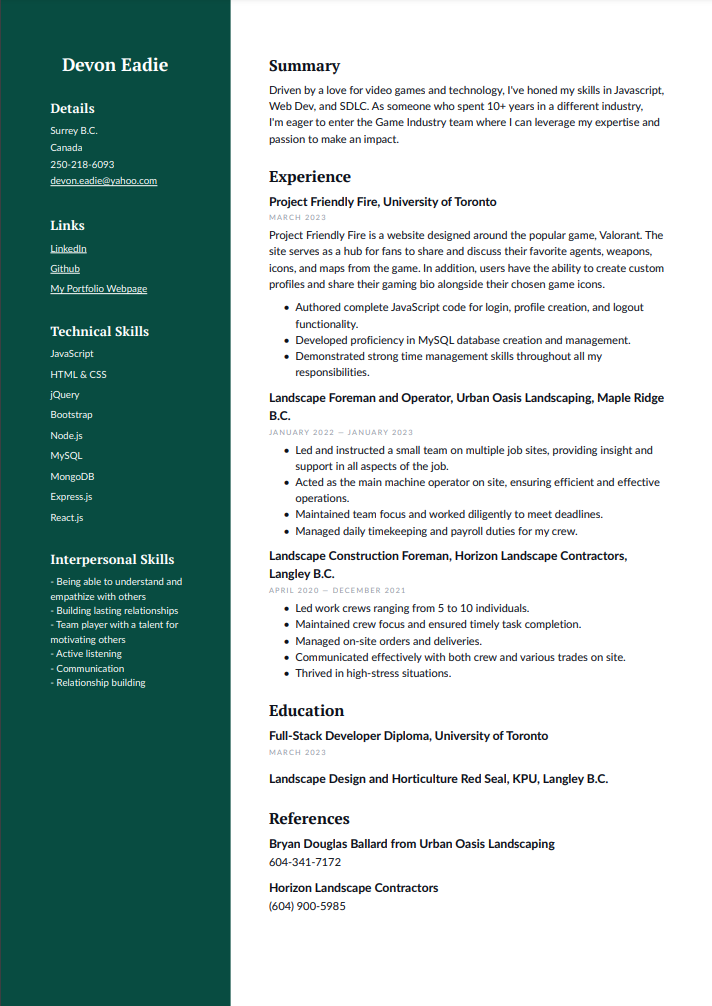 Devon Eadie
Details
Surrey B.C.
Canada
250-218-6093
devon.eadie@yahoo.com
Links
LinkedIn
Github
My Portfolio Webpage
Technical Skills
JavaScript
HTML & CSS
jQuery
Bootstrap
Node.js
MySQL
MongoDB
Express.js
React.js
Interpersonal Skills
- Being able to understand and
empathize with others
- Building lasting relationships
- Team player with a talent for
motivating others
- Active listening
- Communication
- Relationship building
Summary
Driven by a love for video games and technology, I've honed my skills in Javascript,
Web Dev, and SDLC. As someone who spent 10+ years in a different industry,
I'm eager to enter the Game Industry team where I can leverage my expertise and
passion to make an impact.
Experience
Project Friendly Fire, University of Toronto
MARCH 2023
Project Friendly Fire is a website designed around the popular game, Valorant. The
site serves as a hub for fans to share and discuss their favorite agents, weapons,
icons, and maps from the game. In addition, users have the ability to create custom
profiles and share their gaming bio alongside their chosen game icons.
• Authored complete JavaScript code for login, profile creation, and logout
functionality.
• Developed proficiency in MySQL database creation and management.
• Demonstrated strong time management skills throughout all my
responsibilities.
Landscape Foreman and Operator, Urban Oasis Landscaping, Maple Ridge
B.C.
JANUARY 2022 — JANUARY 2023
• Led and instructed a small team on multiple job sites, providing insight and
support in all aspects of the job.
• Acted as the main machine operator on site, ensuring efficient and effective
operations.
• Maintained team focus and worked diligently to meet deadlines.
• Managed daily timekeeping and payroll duties for my crew.
Landscape Construction Foreman, Horizon Landscape Contractors,
Langley B.C.
APRIL 2020 — DECEMBER 2021
• Led work crews ranging from 5 to 10 individuals.
• Maintained crew focus and ensured timely task completion.
• Managed on-site orders and deliveries.
• Communicated effectively with both crew and various trades on site.
• Thrived in high-stress situations.
Education
Full-Stack Developer Diploma, University of Toronto
MARCH 2023
Landscape Design and Horticulture Red Seal, KPU, Langley B.C.
References
Bryan Douglas Ballard from Urban Oasis Landscaping
604-341-7172
Horizon Landscape Contractors
(604) 900-5985